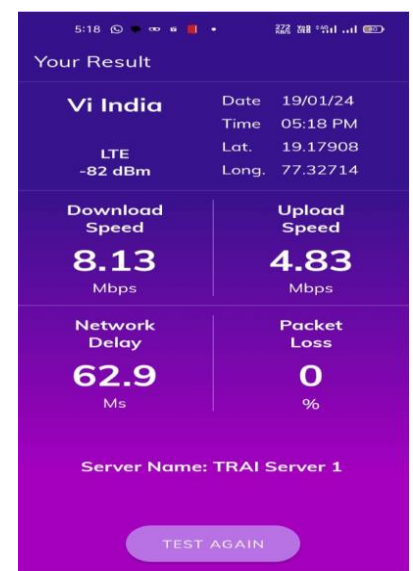 5:18
Your Result
Vi India
LTE
-82 dBm
Date 19/01/24
Time 05:18 PM
Lat. 19.17908
Long. 77.32714
Download
Speed
8.13
Mbps
Upload
Speed
4.83
Mbps
Network
Delay
62.9
Ms
Packet
Loss
0
%
Server Name: TRAI Server 1
TEST AGAIN